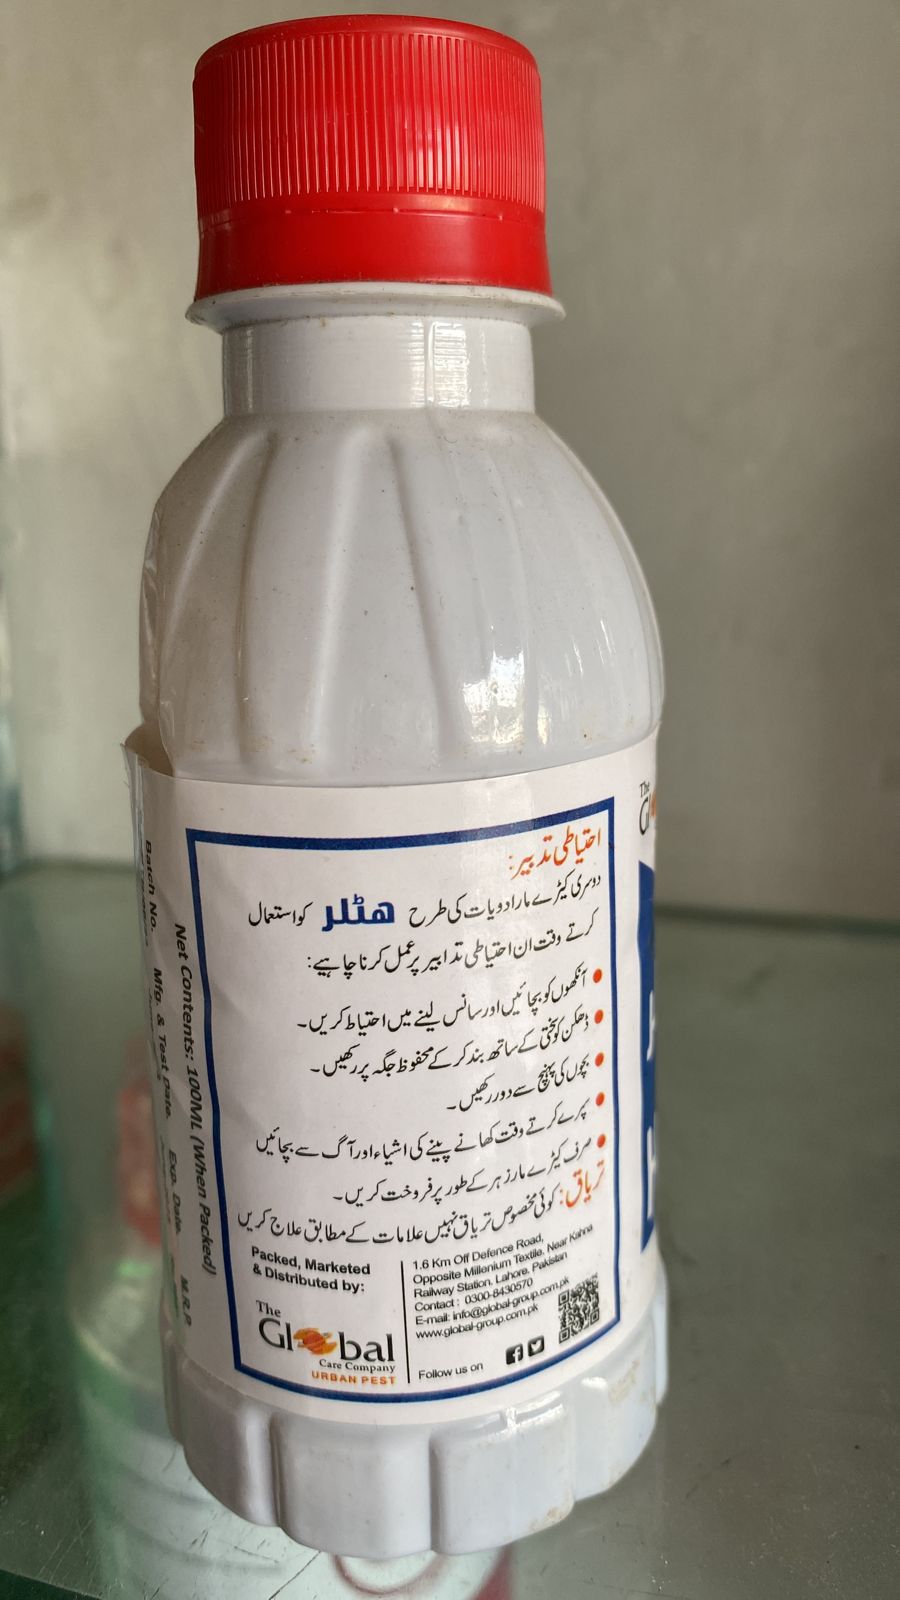 احتیاطی تدابیر:
دوسری کیڑے مار ادویات کی طرح ھٹلر کو استعمال
کرتے وقت ان احتیاطی تدابیر پر عمل کرنا چاہیے:
• آنکھوں کو بچائیں اور سانس لینے میں احتیاط کریں۔
• ڈھکن کو سختی کے ساتھ بند کر کے محفوظ جگہ پر رکھیں۔
• بچوں کی پہنچ سے دور رکھیں۔
• سپرے کرتے وقت کھانے پینے کی اشیاء اور آگ سے بچائیں
• صرف کیڑے مار زہر کے طور پر فروخت کریں۔
تریاق: کوئی مخصوص تریاق نہیں علامات کے مطابق علاج کریں
Packed, Marketed
& Distributed by:
The
Global
Care Company
URBAN PEST
1.6 Km Off Defence Road,
Opposite Millenium Textile, Near Kahna
Railway Station, Lahore, Pakistan
Contact : 0300-8430570
E-mail: info@global-group.com.pk
www.global-group.com.pk
Follow us on
Net Contents: 100ML (When Packed)
Batch No. Mfg. & Test Date. Exp. Date. M.R.P
The
Gl